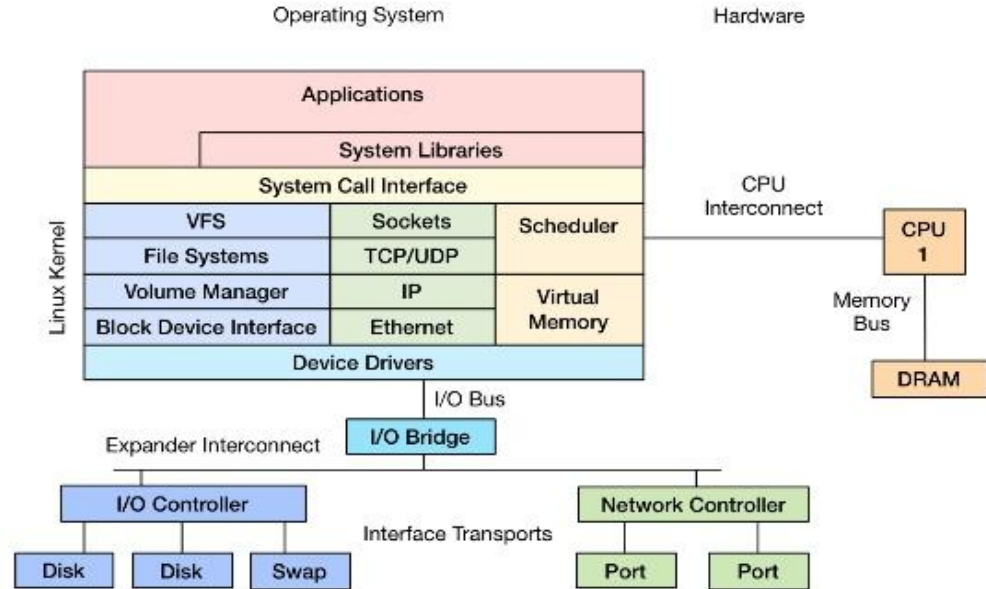 Operating System
Hardware
Applications
System Libraries
System Call Interface
VFS
Sockets
Scheduler
File Systems
TCP/UDP
Volume Manager
IP
Virtual
Memory
Block Device Interface
Ethernet
Device Drivers
Linux Kernel
CPU
Interconnect
CPU
1
Memory
Bus
DRAM
I/O Bus
I/O Bridge
Expander Interconnect
I/O Controller
Network Controller
Interface Transports
Disk
Disk
Swap
Port
Port